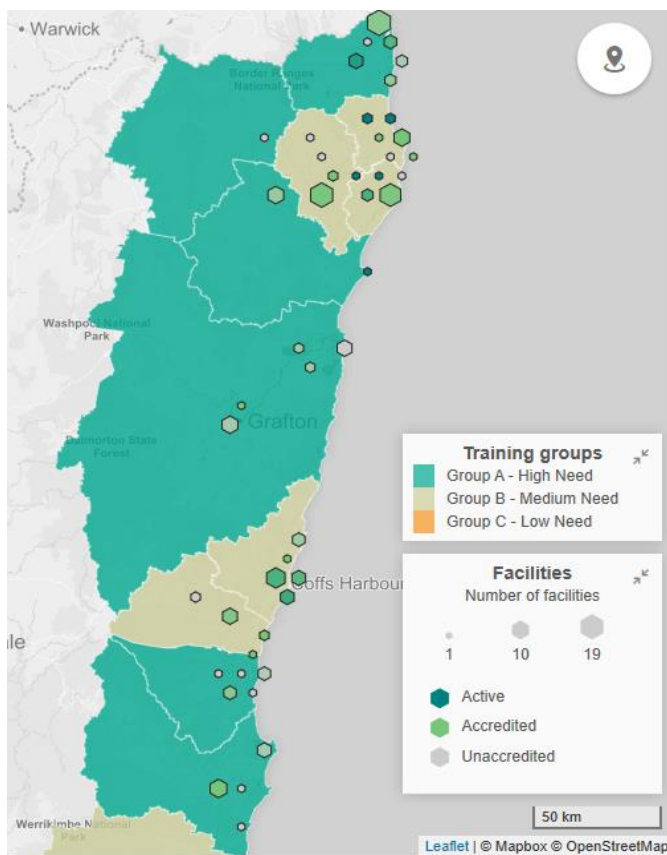 Warwick
Border Ranges
National Park
Washpool National
Park
Grafton
Dalmorton State
Forest
Training groups
Group A - High Need
Group B - Medium Need
Group C - Low Need
Coffs Harbour
Facilities
Number of facilities
1 10 19
Active
Accredited
Unaccredited
Werrikimbe National
Park
50 km
Leaflet | © Mapbox © OpenStreetMap